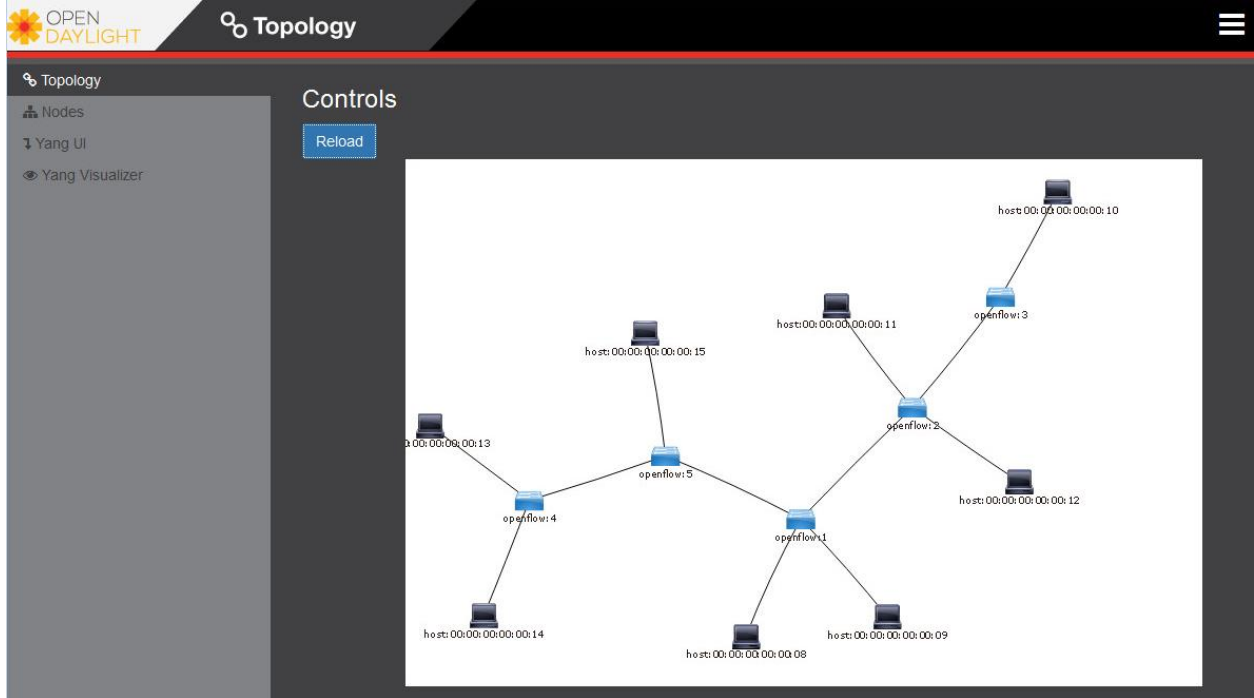 OPEN
DAYLIGHT
Topology
Topology
Nodes
Yang UI
Yang Visualizer
Controls
Reload
host:00:00:00:00:00:10
openflow:3
host:00:00:00:00:00:11
host:00:00:00:00:00:15
openflow:2
:00:00:00:00:13
openflow:5
host:00:00:00:00:00:12
openflow:4
openflow:1
host:00:00:00:00:00:14
host:00:00:00:00:00:09
host:00:00:00:00:00:08